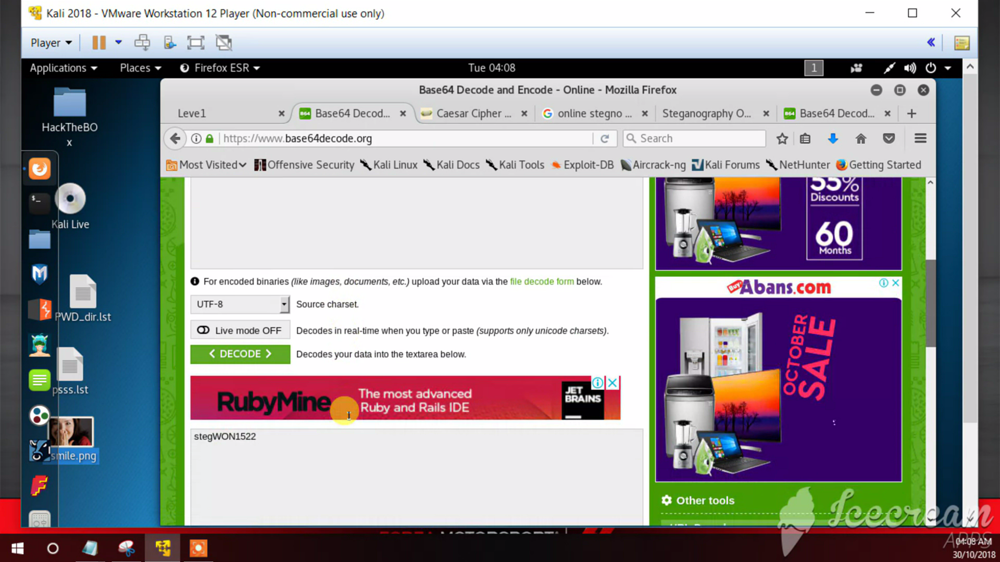 Kali 2018 - VMware Workstation 12 Player (Non-commercial use only)
Player
Applications
Places
Firefox ESR
Tue 04:08
1
Base64 Decode and Encode - Online - Mozilla Firefox
Level
Base64 Decod...
Caesar Cipher ...
online stegno ...
Steganography O...
Base64 Decod...
https://www.base64decode.org
Search
Most Visited
Offensive Security
Kali Linux
Kali Docs
Kali Tools
Exploit-DB
Aircrack-ng
Kali Forums
NetHunter
Getting Started
HackTheBO
x
Kali Live
PWD_dir.lst
psss.lst
smile.png
For encoded binaries (like images, documents, etc.) upload your data via the file decode form below.
UTF-8
Source charset.
Live mode OFF
Decodes in real-time when you type or paste (supports only unicode charsets).
< DECODE >
Decodes your data into the textarea below.
RubyMine
The most advanced
Ruby and Rails IDE
JET
BRAINS
stegWON1522
55%
Discounts
60
Months
Buy Abans.com
OCTOBER
SALE
Other tools
Icecream
APPS
04:08 AM
30/10/2018